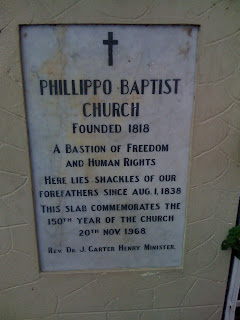 PHILLIPPO BAPTIST
CHURCH
FOUNDED 1818
A BASTION OF FREEDOM
AND HUMAN RIGHTS
HERE LIES SHACKLES OF OUR
FOREFATHERS SINCE AUG. 1, 1838
THIS SLAB COMMEMORATES THE
150TH YEAR OF THE CHURCH
20TH NOV 1968
REV. DR. J. CARTER HENRY MINISTER.